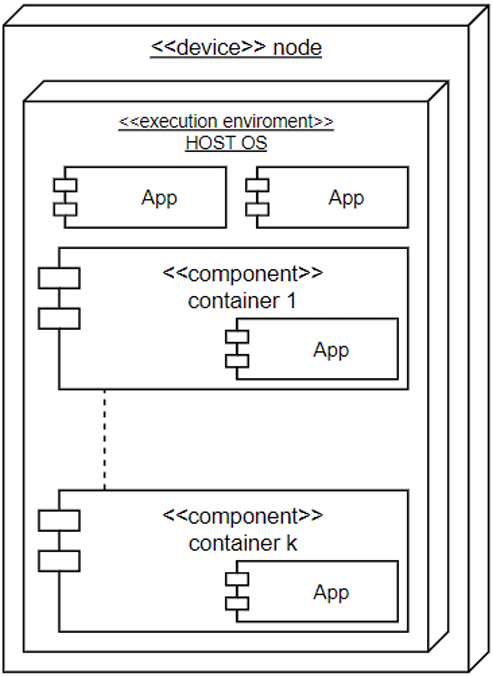 <<device>> node
<<execution enviroment>>
HOST OS
App
App
<<component>>
container 1
App
<<component>>
container k
App